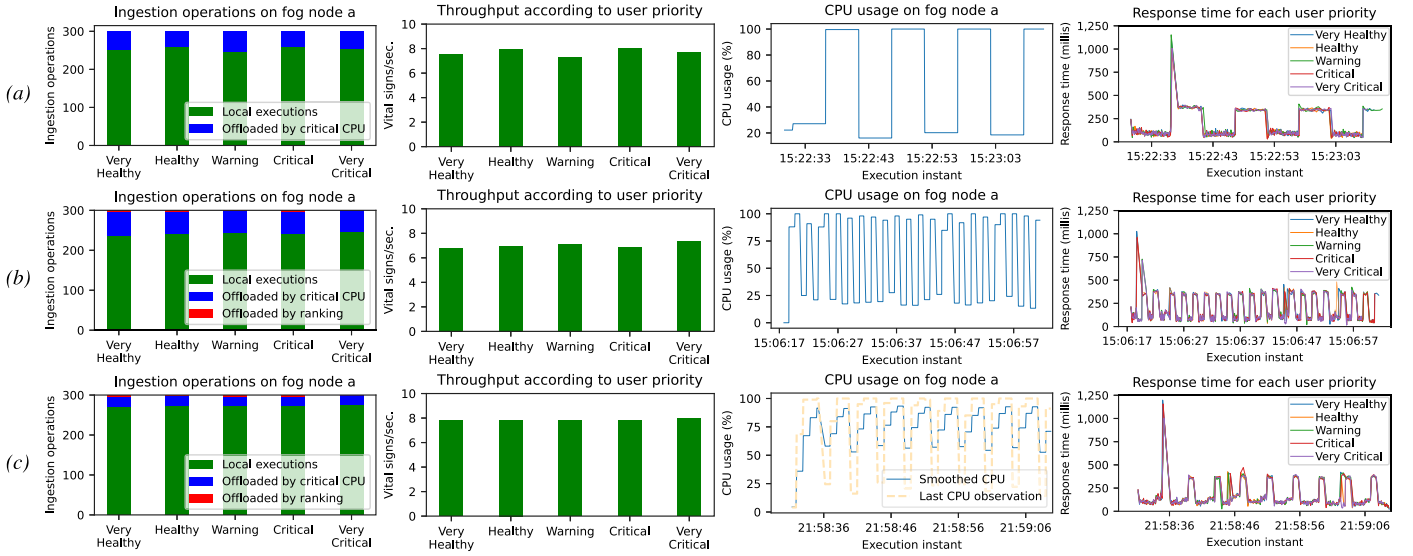 Ingestion operations on fog node a
Throughput according to user priority
CPU usage on fog node a
Response time for each user priority
(a)
Ingestion operations
300
200
100
0
Local executions
Offloaded by critical CPU
Very Healthy
Healthy
Warning
Critical
Very Critical
Vital signs/sec.
10
8
6
4
2
0
Very Healthy
Healthy
Warning
Critical
Very Critical
CPU usage (%)
100
80
60
40
20
15:22:33
15:22:43
15:22:53
15:23:03
Execution instant
Response time (millis)
1,250
1,000
750
500
250
0
Very Healthy
Healthy
Warning
Critical
Very Critical
15:22:33
15:22:43
15:22:53
15:23:03
Execution instant
Ingestion operations on fog node a
Throughput according to user priority
CPU usage on fog node a
Response time for each user priority
(b)
Ingestion operations
300
200
100
0
Local executions
Offloaded by critical CPU
Offloaded by ranking
Very Healthy
Healthy
Warning
Critical
Very Critical
Vital signs/sec.
10
8
6
4
2
0
Very Healthy
Healthy
Warning
Critical
Very Critical
CPU usage (%)
100
75
50
25
0
15:06:17
15:06:27
15:06:37
15:06:47
15:06:57
Execution instant
Response time (millis)
1,250
1,000
750
500
250
0
Very Healthy
Healthy
Warning
Critical
Very Critical
15:06:17
15:06:27
15:06:37
15:06:47
15:06:57
Execution instant
Ingestion operations on fog node a
Throughput according to user priority
CPU usage on fog node a
Response time for each user priority
(c)
Ingestion operations
300
200
100
0
Local executions
Offloaded by critical CPU
Offloaded by ranking
Very Healthy
Healthy
Warning
Critical
Very Critical
Vital signs/sec.
10
8
6
4
2
0
Very Healthy
Healthy
Warning
Critical
Very Critical
CPU usage (%)
100
75
50
25
0
Smoothed CPU
Last CPU observation
21:58:36
21:58:46
21:58:56
21:59:06
Execution instant
Response time (millis)
1,250
1,000
750
500
250
0
Very Healthy
Healthy
Warning
Critical
Very Critical
21:58:36
21:58:46
21:58:56
21:59:06
Execution instant